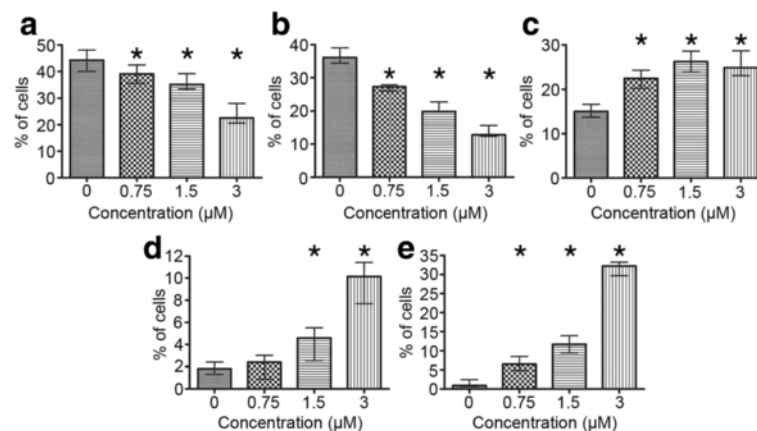 a
b
c
50
40
30
20
10
0
% of cells
* * *
0 0.75 1.5 3
Concentration (µM)
40
30
20
10
0
% of cells
* * *
0 0.75 1.5 3
Concentration (µM)
30
20
10
0
% of cells
* * *
0 0.75 1.5 3
Concentration (µM)
d
e
12
10
8
6
4
2
0
% of cells
* *
0 0.75 1.5 3
Concentration (µM)
35
30
25
20
15
10
5
0
% of cells
* * *
0 0.75 1.5 3
Concentration (µM)